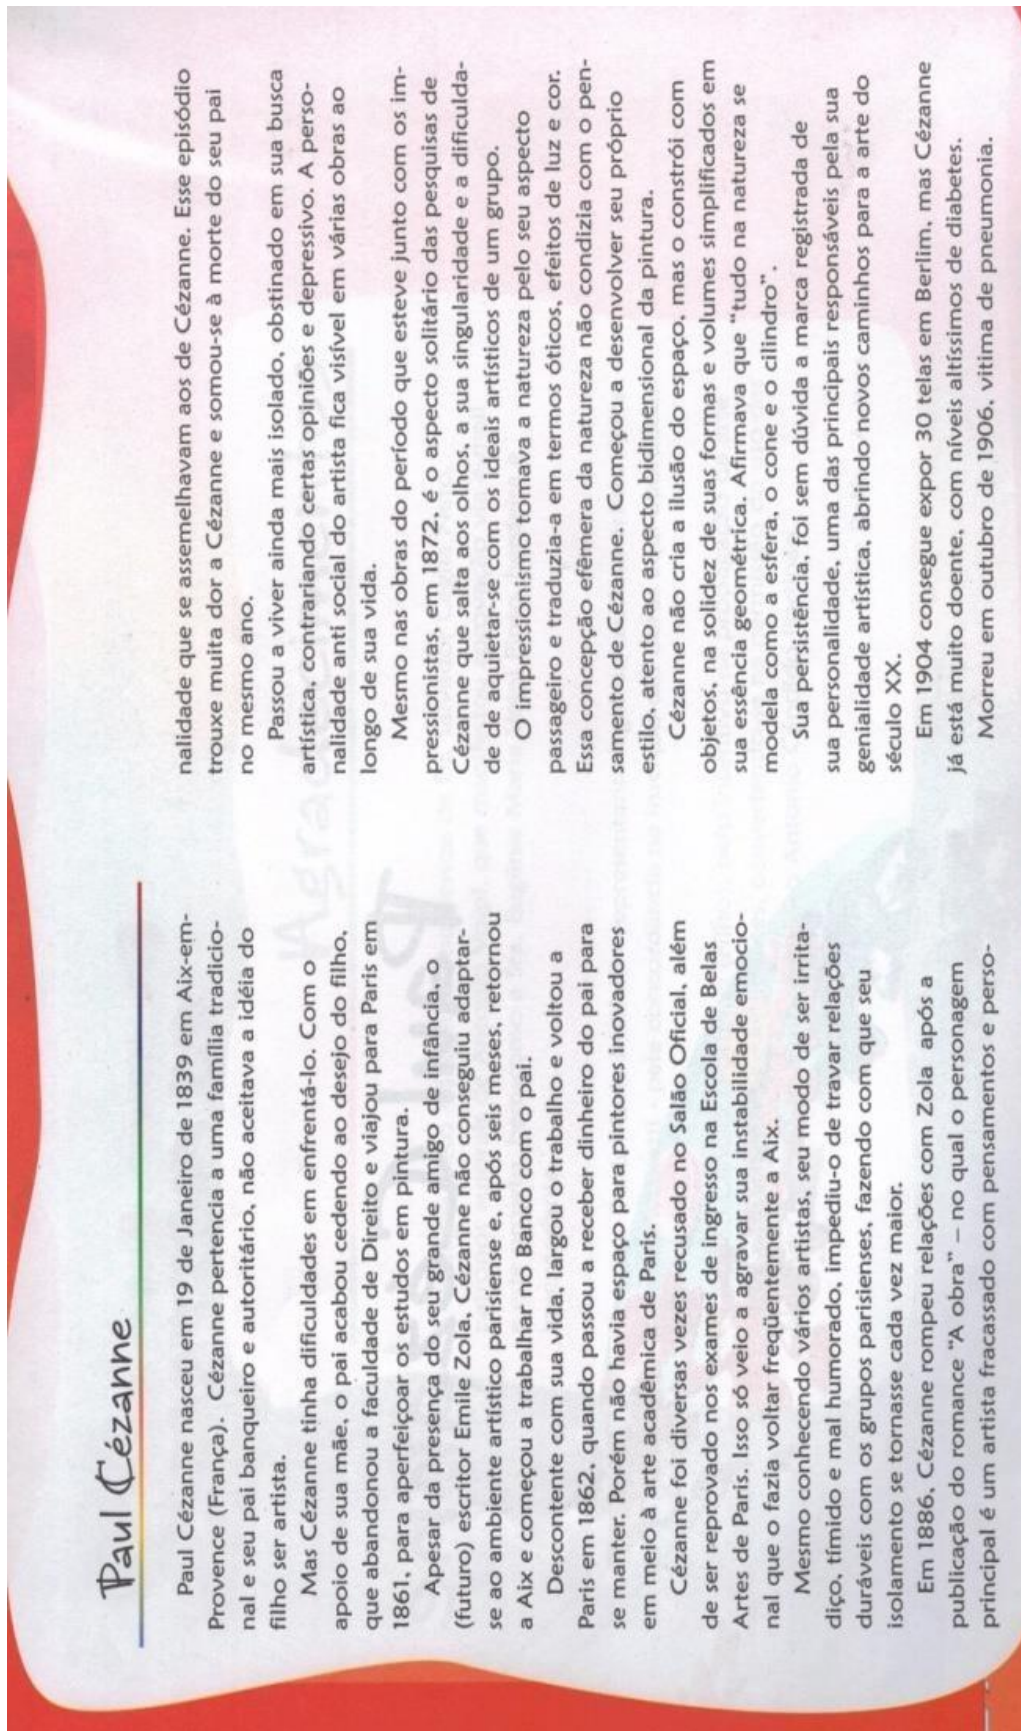 Paul Cézanne
Paul Cézanne nasceu em 19 de Janeiro de 1839 em Aix-em-
Provence (França). Cézanne pertencia a uma família tradicio-
nal e seu pai banqueiro e autoritário, não aceitava a idéia do
filho ser artista.
Mas Cézanne tinha dificuldades em enfrentá-lo. Com o
apoio de sua mãe, o pai acabou cedendo ao desejo do filho,
que abandonou a faculdade de Direito e viajou para Paris em
1861, para aperfeiçoar os estudos em pintura.
Apesar da presença do seu grande amigo de infância, o
(futuro) escritor Emile Zola, Cézanne não conseguiu adaptar-
se ao ambiente artístico parisiense e, após seis meses, retornou
a Aix e começou a trabalhar no Banco com o pai.
Descontente com sua vida, largou o trabalho e voltou a
Paris em 1862, quando passou a receber dinheiro do pai para
se manter. Porém não havia espaço para pintores inovadores
em meio à arte acadêmica de Paris.
Cézanne foi diversas vezes recusado no Salão Oficial, além
de ser reprovado nos exames de ingresso na Escola de Belas
Artes de Paris. Isso só veio a agravar sua instabilidade emocio-
nal que o fazia voltar freqüentemente a Aix.
Mesmo conhecendo vários artistas, seu modo de ser irrita-
diço, tímido e mal humorado, impediu-o de travar relações
duráveis com os grupos parisienses, fazendo com que seu
isolamento se tornasse cada vez maior.
Em 1886, Cézanne rompeu relações com Zola após a
publicação do romance "A obra" – no qual o personagem
principal é um artista fracassado com pensamentos e perso-
nalidade que se assemelhavam aos de Cézanne. Esse episódio
trouxe muita dor a Cézanne e somou-se à morte do seu pai
no mesmo ano.
Passou a viver ainda mais isolado, obstinado em sua busca
artística, contrariando certas opiniões e depressivo. A perso-
nalidade anti social do artista fica visível em várias obras ao
longo de sua vida.
Mesmo nas obras do período que esteve junto com os im-
pressionistas, em 1872, é o aspecto solitário das pesquisas de
Cézanne que salta aos olhos, a sua singularidade e a dificulda-
de de aquietar-se com os ideais artísticos de um grupo.
O impressionismo tomava a natureza pelo seu aspecto
passageiro e traduzia-a em termos óticos, efeitos de luz e cor.
Essa concepção efêmera da natureza não condizia com o pen-
samento de Cézanne. Começou a desenvolver seu próprio
estilo, atento ao aspecto bidimensional da pintura.
Cézanne não cria a ilusão do espaço, mas o constrói com
objetos, na solidez de suas formas e volumes simplificados em
sua essência geométrica. Afirmava que "tudo na natureza se
modela como a esfera, o cone e o cilindro".
Sua persistência, foi sem dúvida a marca registrada de
sua personalidade, uma das principais responsáveis pela sua
genialidade artística, abrindo novos caminhos para a arte do
século XX.
Em 1904 consegue expor 30 telas em Berlim, mas Cézanne
já está muito doente, com níveis altíssimos de diabetes.
Morreu em outubro de 1906, vítima de pneumonia.